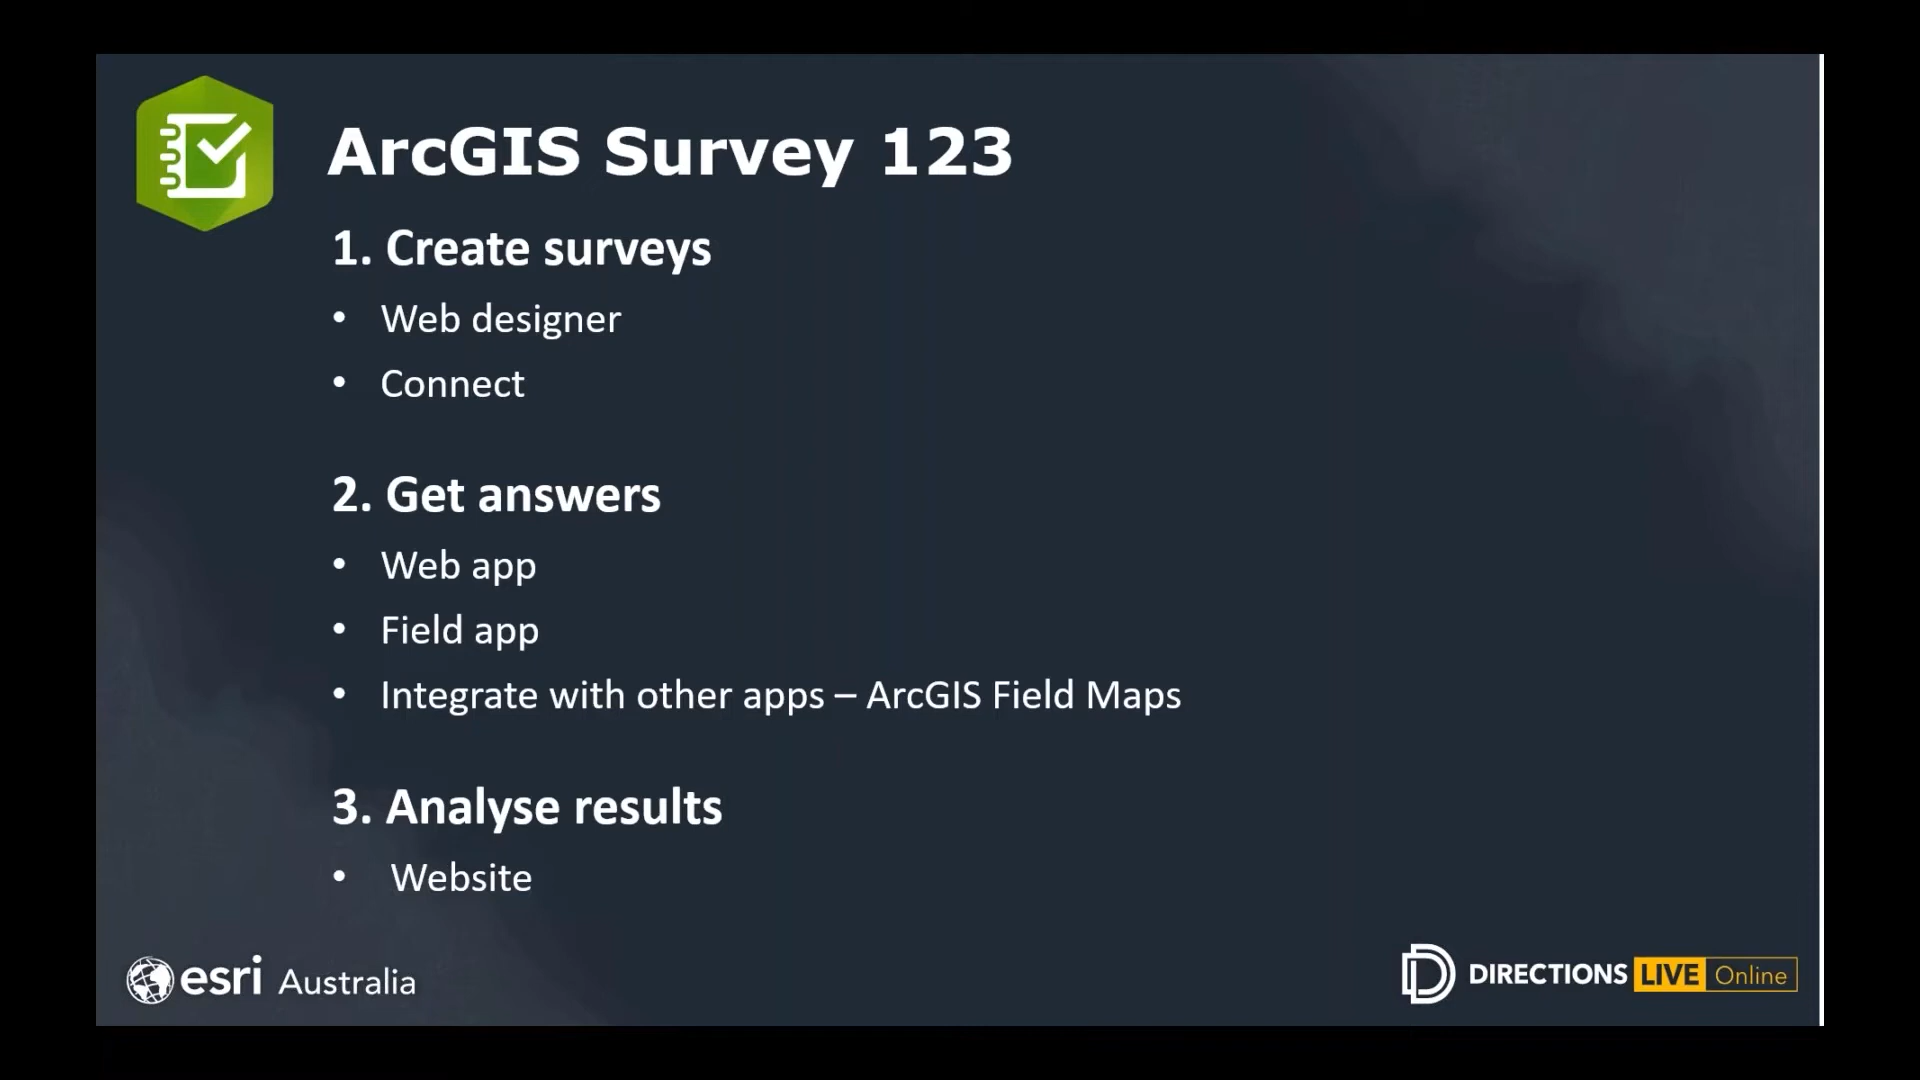 ArcGIS Survey 123
1. Create surveys
• Web designer
• Connect
2. Get answers
• Web app
• Field app
• Integrate with other apps – ArcGIS Field Maps
3. Analyse results
• Website
esri Australia
DIRECTIONS LIVE Online